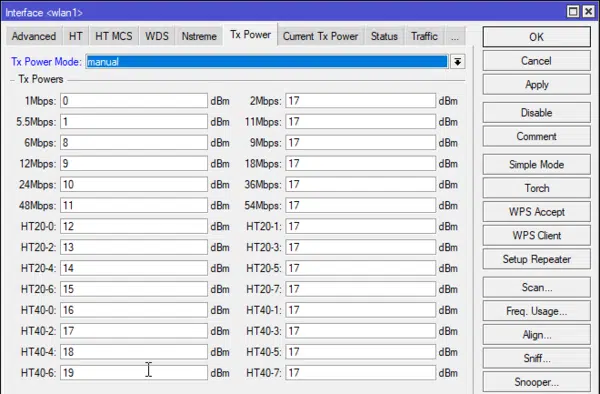 Interface <wlan1>
Advanced HT HT MCS WDS Nstreme Tx Power Current Tx Power Status Traffic ...
Tx Power Mode: manual
Tx Powers
1Mbps: 0 dBm 2Mbps: 17 dBm
5.5Mbps: 1 dBm 11Mbps: 17 dBm
6Mbps: 8 dBm 9Mbps: 17 dBm
12Mbps: 9 dBm 18Mbps: 17 dBm
24Mbps: 10 dBm 36Mbps: 17 dBm
48Mbps: 11 dBm 54Mbps: 17 dBm
HT20-0: 12 dBm HT20-1: 17 dBm
HT20-2: 13 dBm HT20-3: 17 dBm
HT20-4: 14 dBm HT20-5: 17 dBm
HT20-6: 15 dBm HT20-7: 17 dBm
HT40-0: 16 dBm HT40-1: 17 dBm
HT40-2: 17 dBm HT40-3: 17 dBm
HT40-4: 18 dBm HT40-5: 17 dBm
HT40-6: 19 dBm HT40-7: 17 dBm
OK
Cancel
Apply
Disable
Comment
Simple Mode
Torch
WPS Accept
WPS Client
Setup Repeater
Scan...
Freq. Usage...
Align...
Sniff...
Snooper...